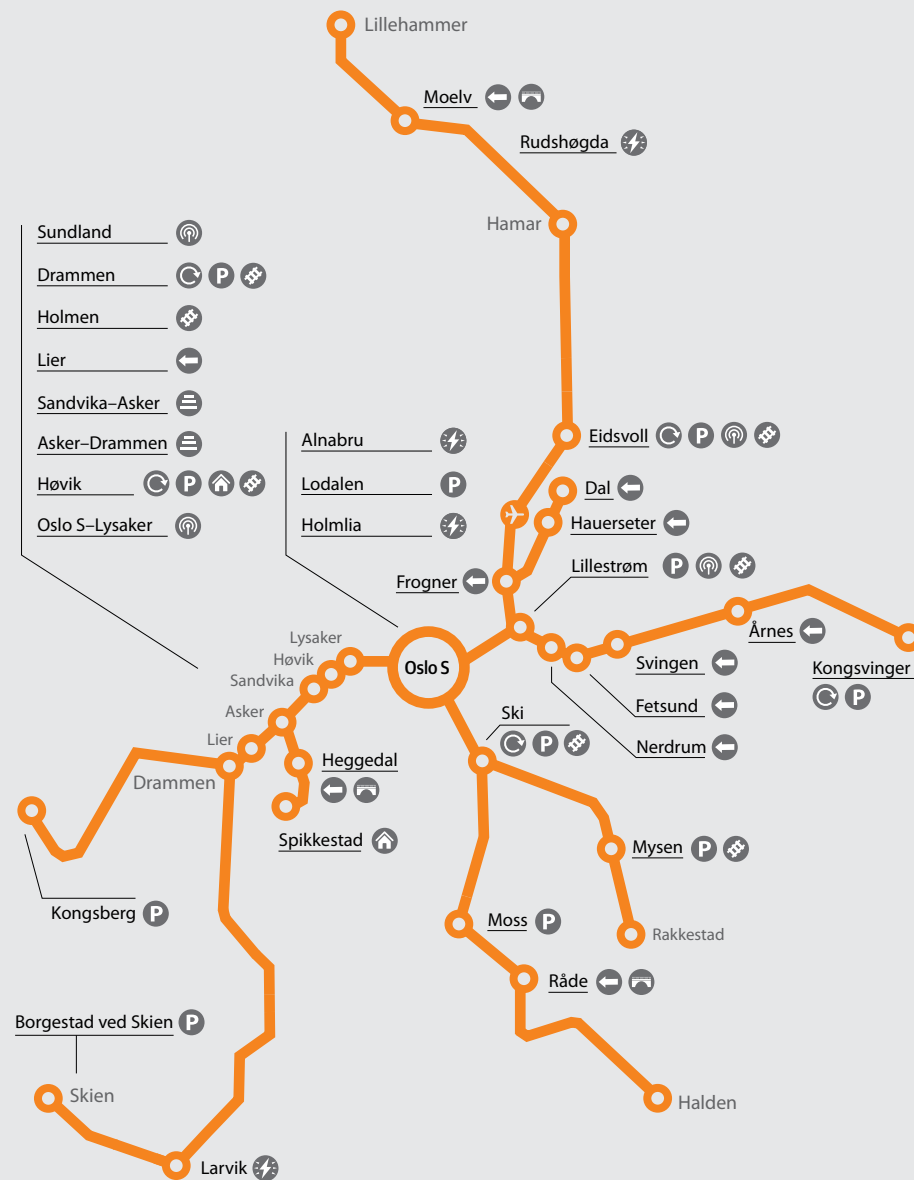 Lillehammer
Moelv
Rudshøgda
Hamar
Sundland
Drammen P
Holmen
Lier
Sandvika–Asker
Asker–Drammen
Høvik P
Oslo S–Lysaker
Alnabru
Lodalen P
Holmlia
Eidsvoll P
Dal
Hauerseter
Lillestrøm P
Frogner
Årnes
Kongsvinger
P
Svingen
Fetsund
Nerdrum
Lysaker
Høvik
Sandvika
Asker
Lier
Drammen
Oslo S
Ski
P
Heggedal
Spikkestad
Mysen P
Kongsberg P
Moss P
Rakkestad
Råde
Borgestad ved Skien P
Skien
Halden
Larvik